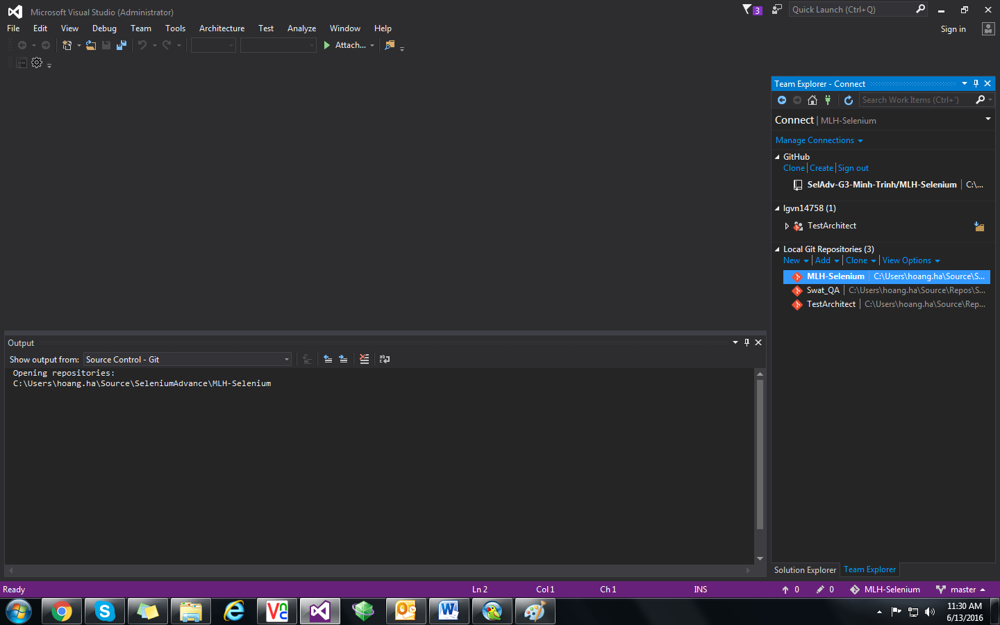 Microsoft Visual Studio (Administrator)
3
Quick Launch (Ctrl+Q)
File Edit View Debug Team Tools Architecture Test Analyze Window Help
Sign in
Attach...
Team Explorer - Connect
Search Work Items (Ctrl+')
Connect | MLH-Selenium
Manage Connections
GitHub
Clone | Create | Sign out
SelAdv-G3-Minh-Trinh/MLH-Selenium | C:\...
lgvn14758 (1)
TestArchitect
Local Git Repositories (3)
New | Add | Clone | View Options
MLH-Selenium | C:\Users\hoang.ha\Source\S...
Swat_QA | C:\Users\hoang.ha\Source\Repos\S...
TestArchitect | C:\Users\hoang.ha\Source\Rep...
Output
Show output from: Source Control - Git
Opening repositories:
C:\Users\hoang.ha\Source\SeleniumAdvance\MLH-Selenium
Solution Explorer Team Explorer
Ready Ln 2 Col 1 Ch 1 INS 0 0 MLH-Selenium master
11:30 AM
6/13/2016